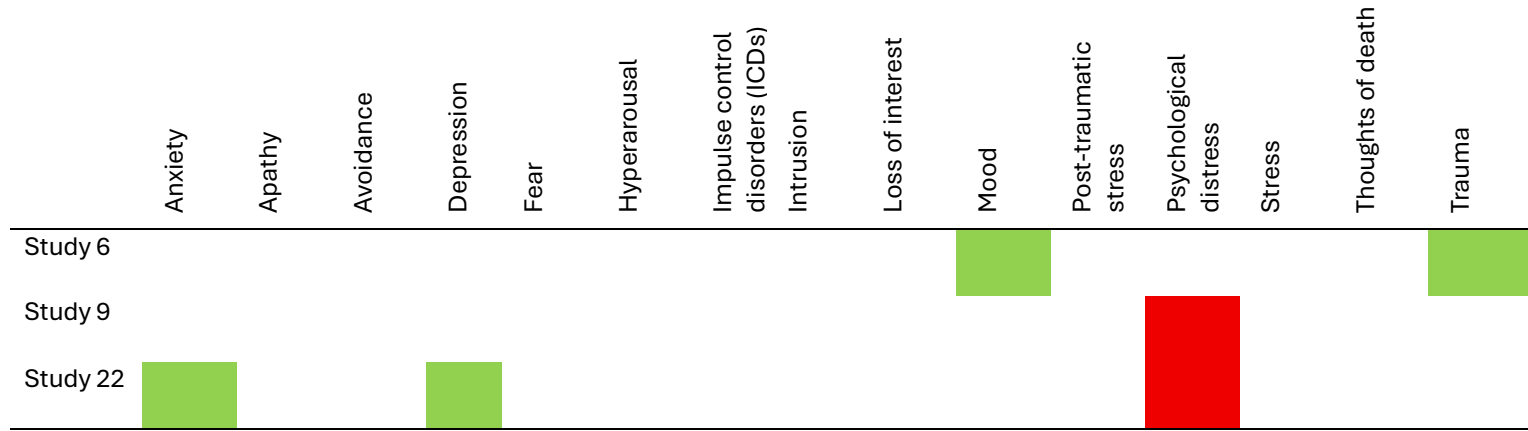 Anxiety
Apathy
Avoidance
Depression
Fear
Hyperarousal
Impulse control
disorders (ICDs)
Intrusion
Loss of interest
Mood
Post-traumatic
stress
Psychological
distress
Stress
Thoughts of death
Trauma
Study 6
Study 9
Study 22